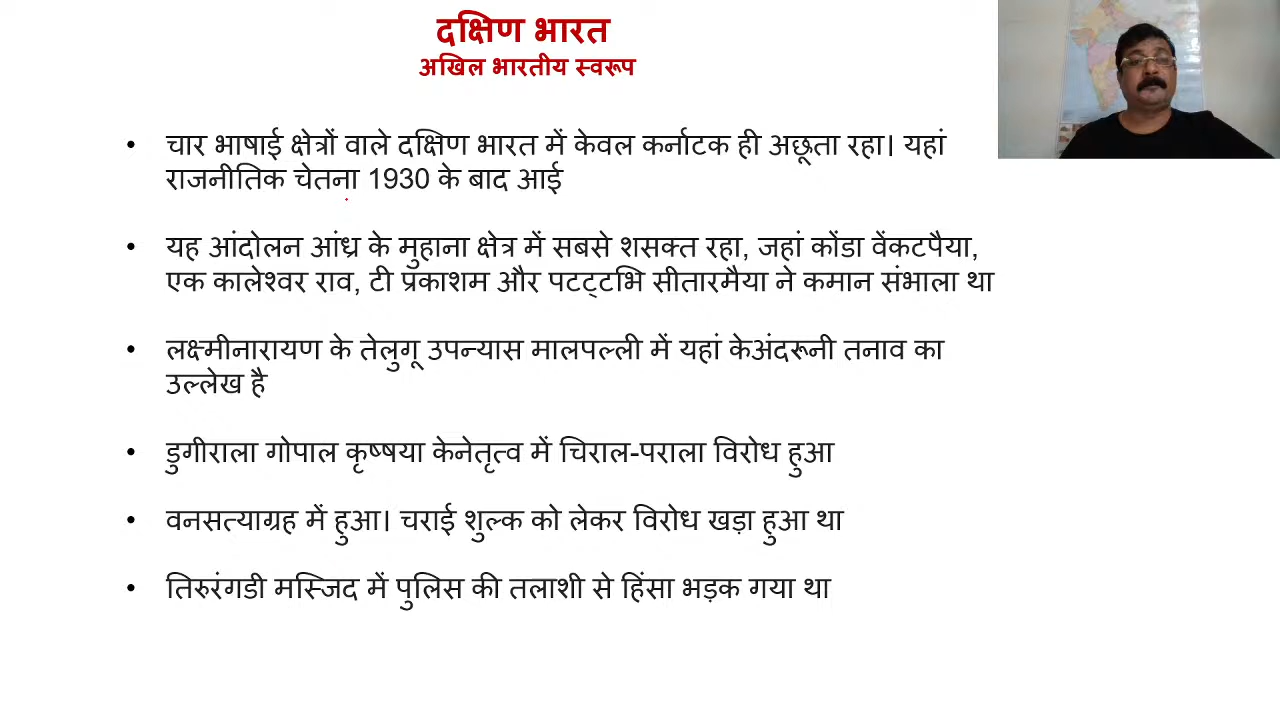 दक्षिण भारत
अखिल भारतीय स्वरूप
• चार भाषाई क्षेत्रों वाले दक्षिण भारत में केवल कर्नाटक ही अछूता रहा। यहां
राजनीतिक चेतना 1930 के बाद आई
• यह आंदोलन आंध्र के मुहाना क्षेत्र में सबसे शसक्त रहा, जहां कोंडा वेंकटपैया,
एक कालेश्वर राव, टी प्रकाशम और पटट्टभि सीतारमैया ने कमान संभाला था
• लक्ष्मीनारायण के तेलुगू उपन्यास मालपल्ली में यहां केअंदरूनी तनाव का
उल्लेख है
• डुगीराला गोपाल कृष्षया केनेतृत्व में चिराल-पराला विरोध हुआ
• वनसत्याग्रह में हुआ। चराई शुल्क को लेकर विरोध खड़ा हुआ था
• तिरुरंगडी मस्जिद में पुलिस की तलाशी से हिंसा भड़क गया था